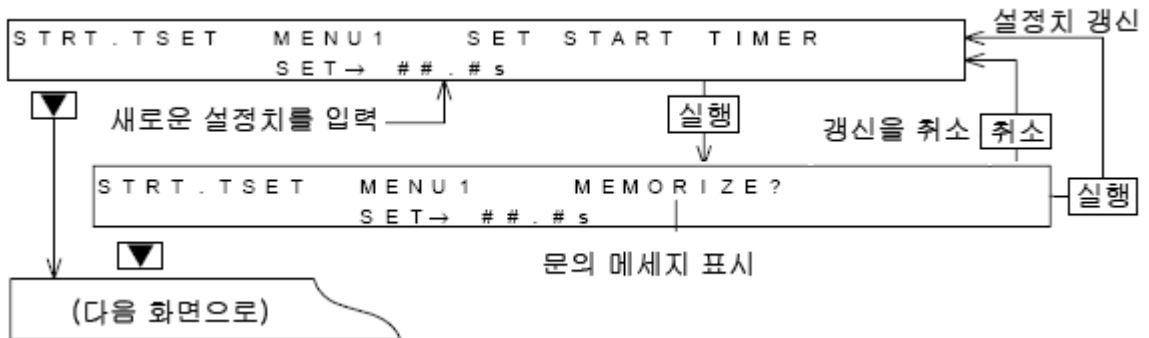 설정치 갱신
STRT.TSET MENU1 SET START TIMER
SET→ ##.#s
▼
새로운 설정치를 입력
실행
갱신을 취소 취소
STRT.TSET MENU1 MEMORIZE?
SET→ ##.#s
실행
▼
문의 메세지 표시
(다음 화면으로)